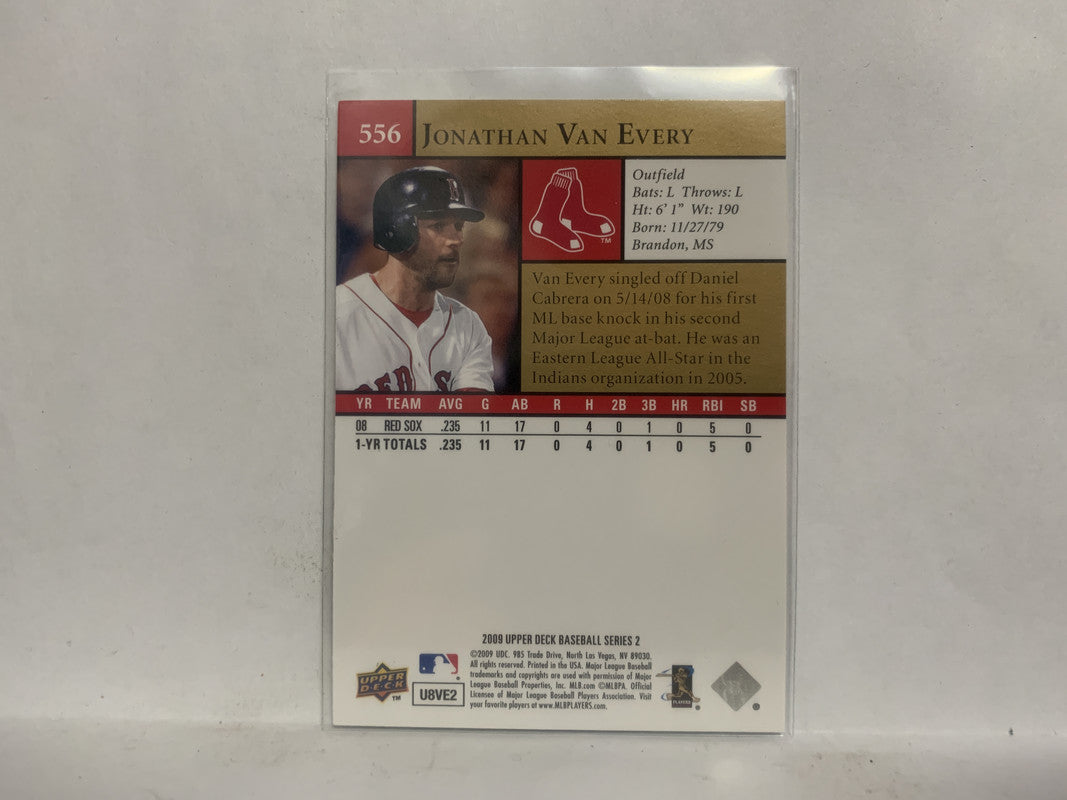 556 JONATHAN VAN EVERY
Outfield
Bats: L Throws: L
Ht: 6' 1" Wt: 190
Born: 11/27/79
Brandon, MS
TM
Van Every singled off Daniel
Cabrera on 5/14/08 for his first
ML base knock in his second
Major League at-bat. He was an
Eastern League All-Star in the
Indians organization in 2005.
RED S
YR TEAM AVG G AB R H 2B 3B HR RBI SB
08 RED SOX .235 11 17 0 4 0 1 0 5 0
1-YR TOTALS .235 11 17 0 4 0 1 0 5 0
2009 UPPER DECK BASEBALL SERIES 2
©2009 UDC. 985 Trade Drive, North Las Vegas, NV 89030.
All rights reserved. Printed in the USA. Major League Baseball
trademarks and copyrights are used with permission of Major
League Baseball Properties, Inc. MLB.com ©MLBPA. Official
Licensee of Major League Baseball Players Association. Visit
your favorite players at www.MLBPLAYERS.com.
UPPER
DECK
TM
U8VE2
PLAYERS